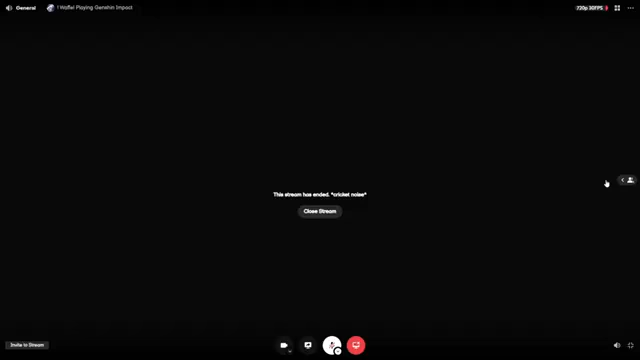 General
! Waffel Playing Genshin Impact
720p 30FPS
This stream has ended. *cricket noise*
Close Stream
Invite to Stream